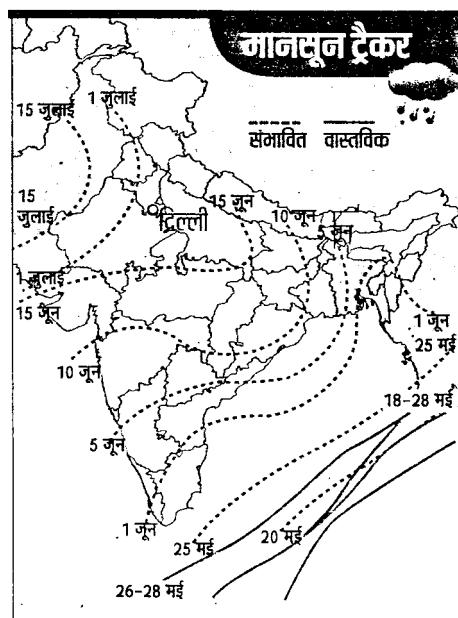 मानसून ट्रैकर
संभावित वास्तविक
15 जुलाई
1 जुलाई
15
जुलाई
दिल्ली
15 जून
10 जून
5 जून
1 जुलाई
15 जून
10 जून
1 जून
25 मई
18-28 मई
5 जून
1 जून
25 मई
20 मई
26-28 मई